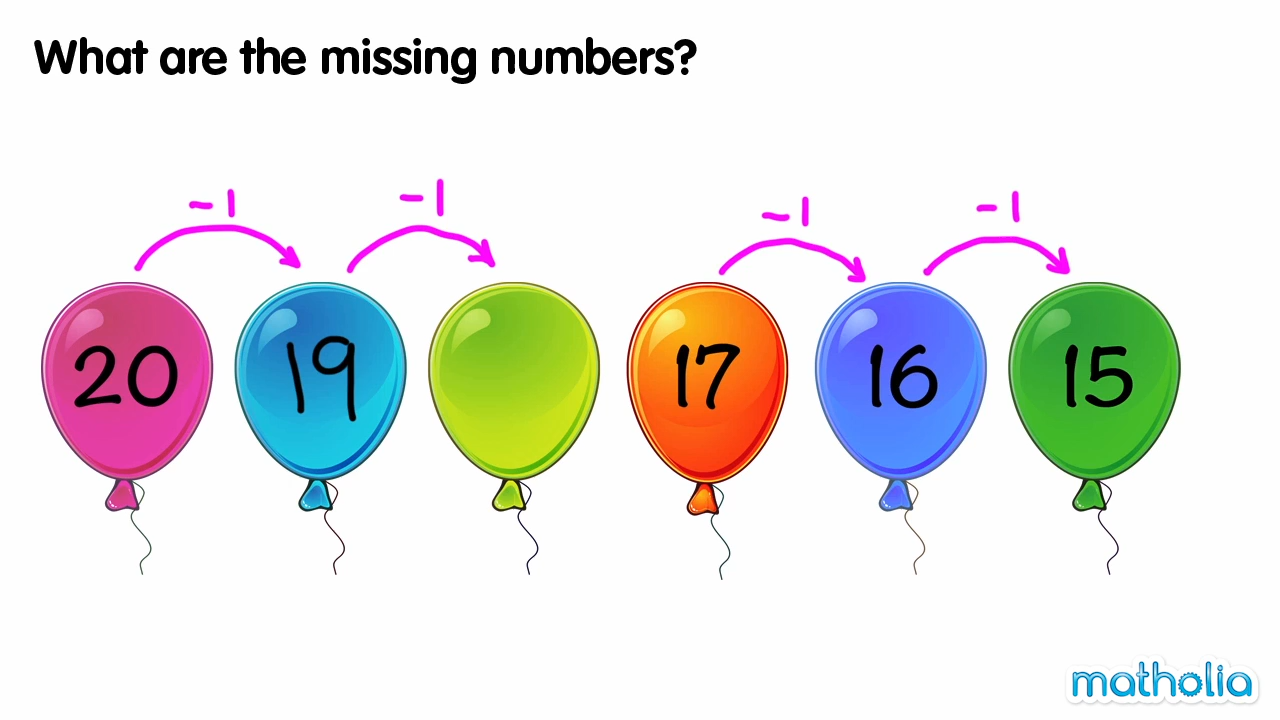 What are the missing numbers?
-1 -1 -1 -1
20 19 17 16 15
matholia